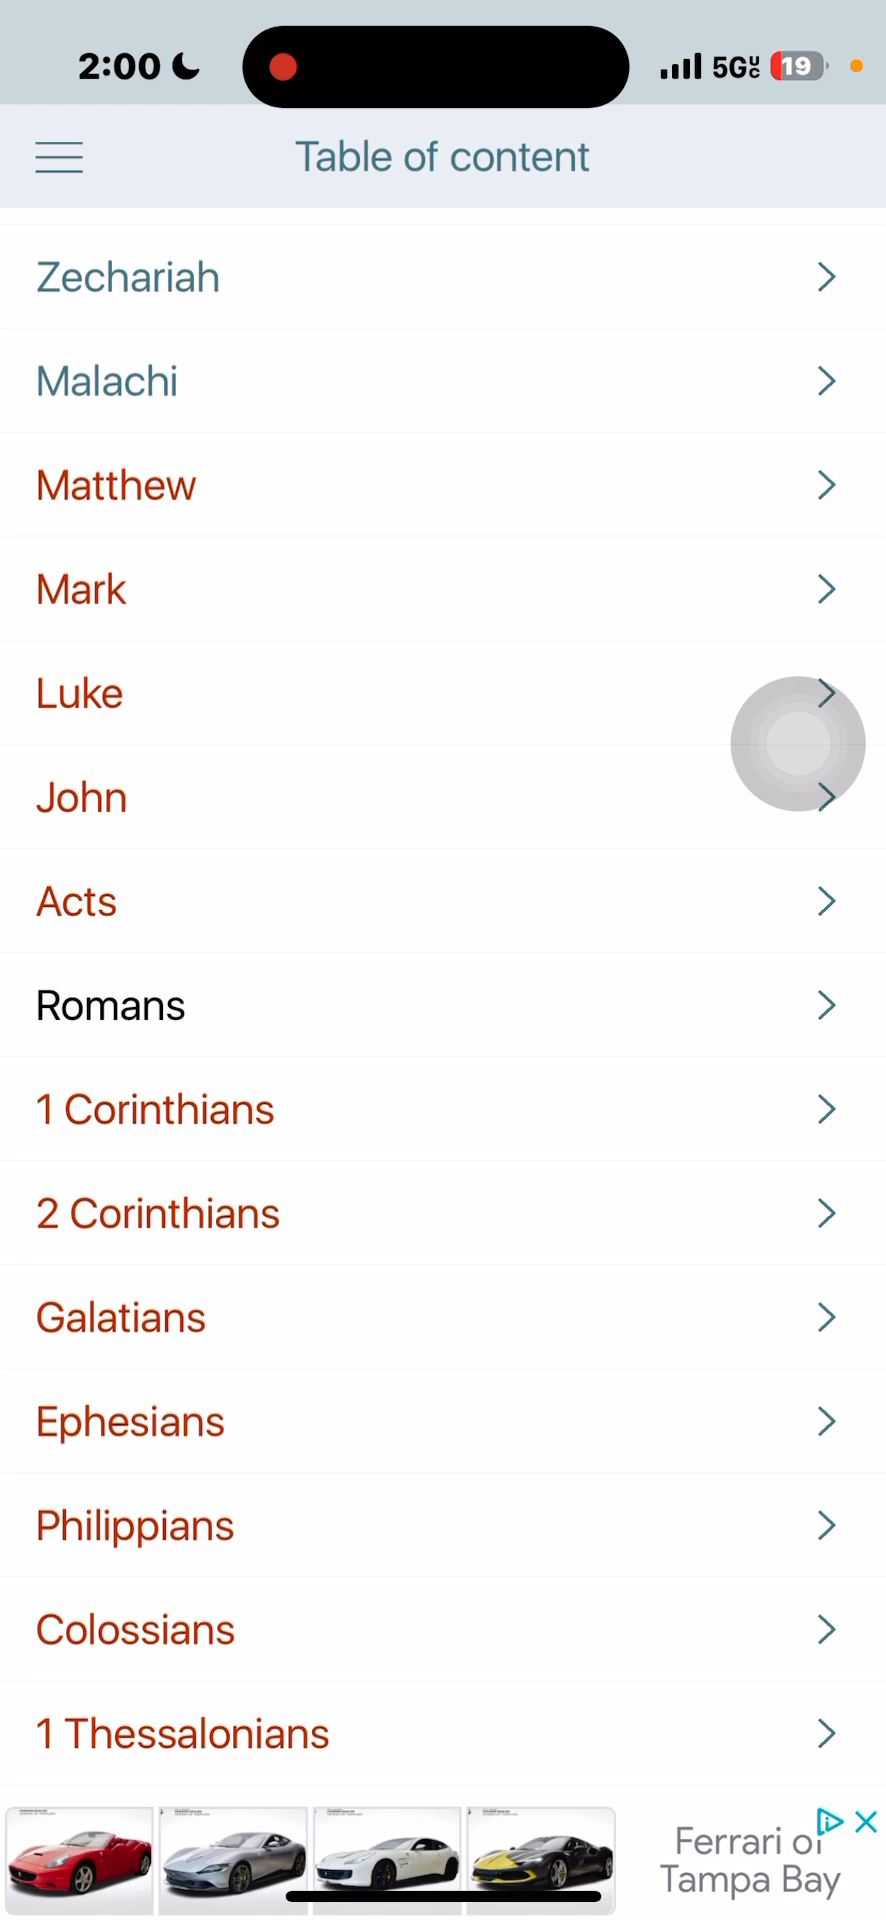 2:00 5G 19
Table of content
Zechariah
Malachi
Matthew
Mark
Luke
John
Acts
Romans
1 Corinthians
2 Corinthians
Galatians
Ephesians
Philippians
Colossians
1 Thessalonians
Ferrari of
Tampa Bay